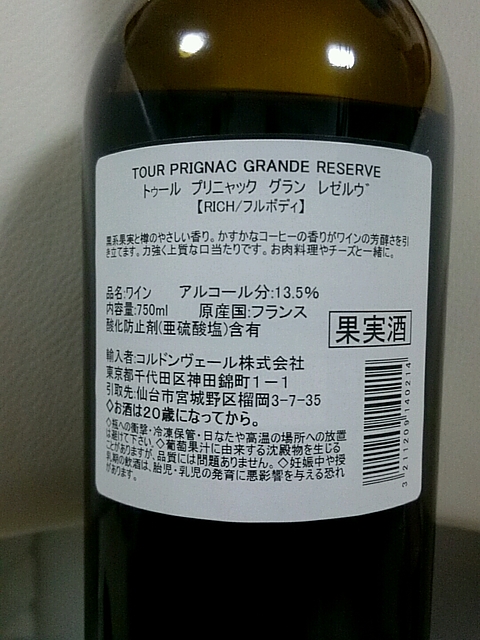 TOUR PRIGNAC GRANDE RESERVE
トゥール プリニャック グラン レゼルヴ
【RICH/フルボディ】
黒系果実と樽のやさしい香り。かすかなコーヒーの香りがワインの芳醇さを引
き立てます。力強く上質な口当たりです。お肉料理やチーズと一緒に。
品名:ワイン アルコール分:13.5%
内容量:750ml 原産国:フランス
酸化防止剤(亜硫酸塩)含有
果実酒
輸入者:コルドンヴェール株式会社
東京都千代田区神田錦町1-1
引取先:仙台市宮城野区榴岡3-7-35
◇お酒は20歳になってから。
◇瓶への衝撃・冷凍保管・日なたや高温の場所への放置
は避けて下さい。◇葡萄果汁に由来する沈殿物を生じる
ことがありますが、品質には問題ありません。◇妊娠中や授
乳期の飲酒は、胎児・乳児の発育に悪影響を与える恐れ
があります。
3 211209 140214